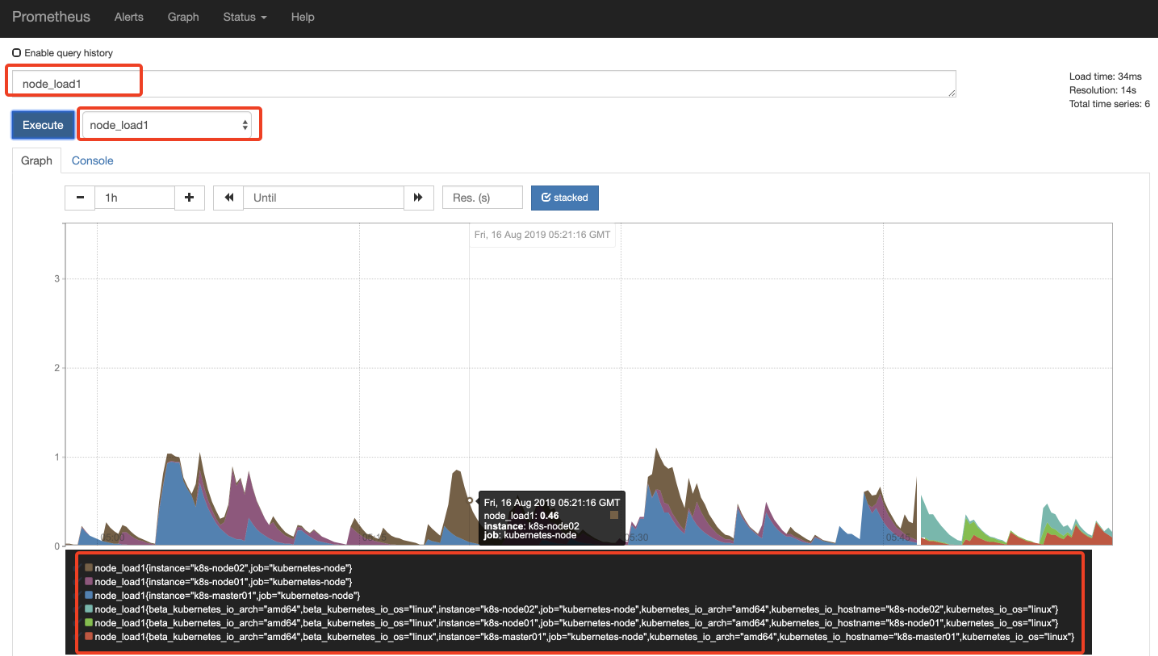 Prometheus Alerts Graph Status Help
Enable query history
node_load1
Load time: 34ms
Resolution: 14s
Total time series: 6
Execute node_load1
Graph Console
1h Until Res. (s) stacked
Fri, 16 Aug 2019 05:21:16 GMT
3
2
1
Fri, 16 Aug 2019 05:21:16 GMT
node_load1: 0.46
instance: k8s-node02
job: kubernetes-node
0
05:00 05:30 05:45
node_load1{instance="k8s-node02",job="kubernetes-node"}
node_load1{instance="k8s-node01",job="kubernetes-node"}
node_load1{instance="k8s-master01",job="kubernetes-node"}
node_load1{beta_kubernetes_io_arch="amd64",beta_kubernetes_io_os="linux",instance="k8s-node02",job="kubernetes-node",kubernetes_io_arch="amd64",kubernetes_io_hostname="k8s-node02",kubernetes_io_os="linux"}
node_load1{beta_kubernetes_io_arch="amd64",beta_kubernetes_io_os="linux",instance="k8s-node01",job="kubernetes-node",kubernetes_io_arch="amd64",kubernetes_io_hostname="k8s-node01",kubernetes_io_os="linux"}
node_load1{beta_kubernetes_io_arch="amd64",beta_kubernetes_io_os="linux",instance="k8s-master01",job="kubernetes-node",kubernetes_io_arch="amd64",kubernetes_io_hostname="k8s-master01",kubernetes_io_os="linux"}